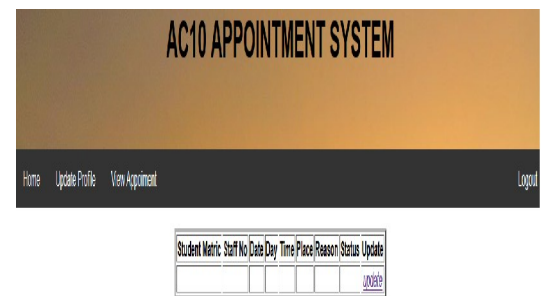 AC10 APPOINTMENT SYSTEM
Home Update Profile View Appoiment Logout
Student Matric Staff No Date Day Time Place Reason Status Update
update